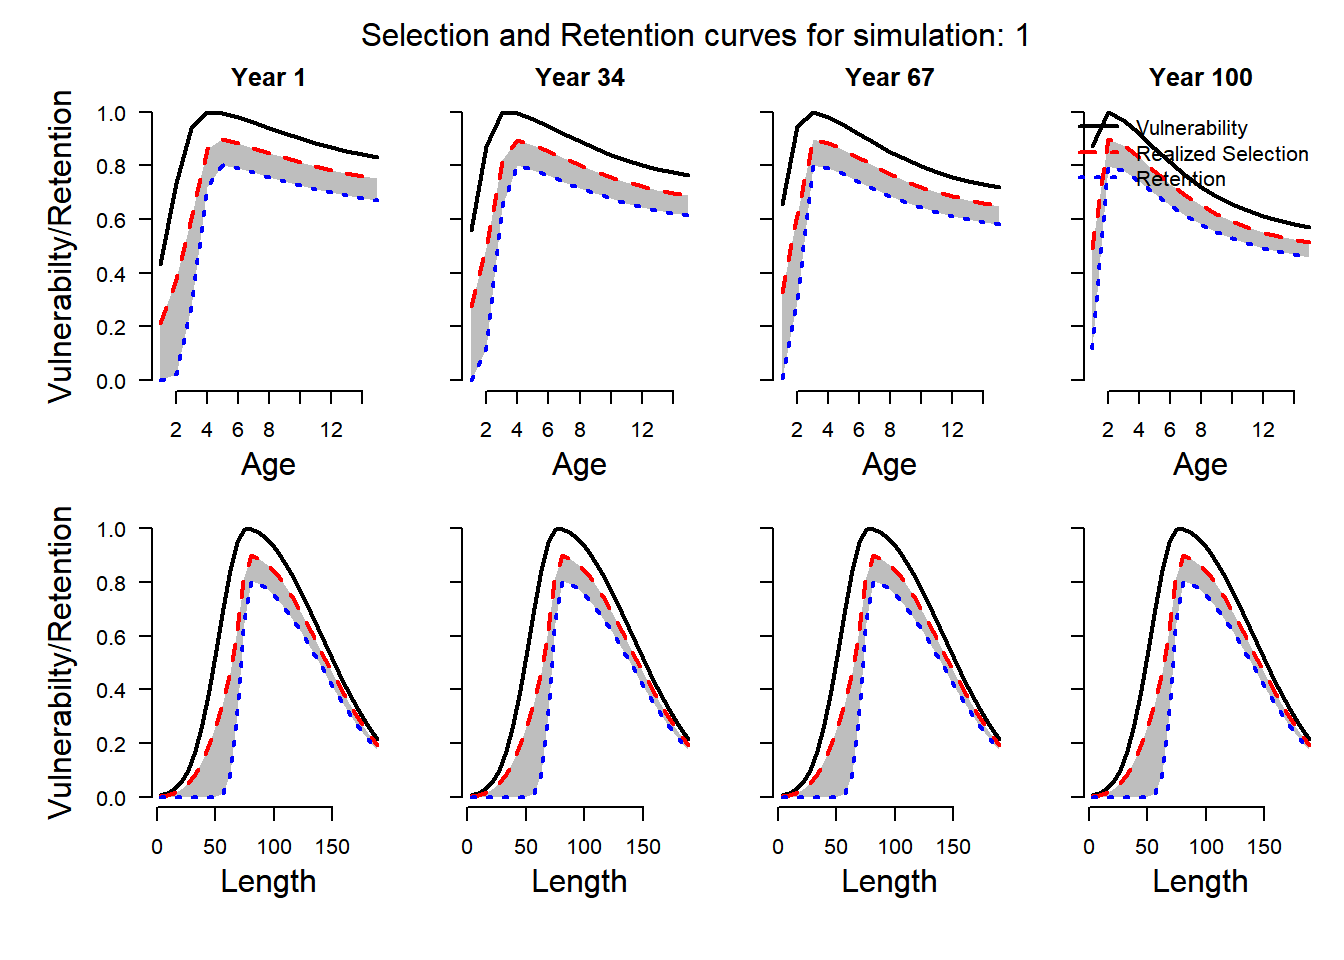 Selection and Retention curves for simulation: 1
Year 1 Year 34 Year 67 Year 100
Vulnerabilty/Retention
1.0
0.8
0.6
0.4
0.2
0.0
Vulnerability
Realized Selection
Retention
2 4 6 8 12 2 4 6 8 12 2 4 6 8 12 2 4 6 8 12
Age Age Age Age
Vulnerabilty/Retention
1.0
0.8
0.6
0.4
0.2
0.0
0 50 100 150 0 50 100 150 0 50 100 150 0 50 100 150
Length Length Length Length